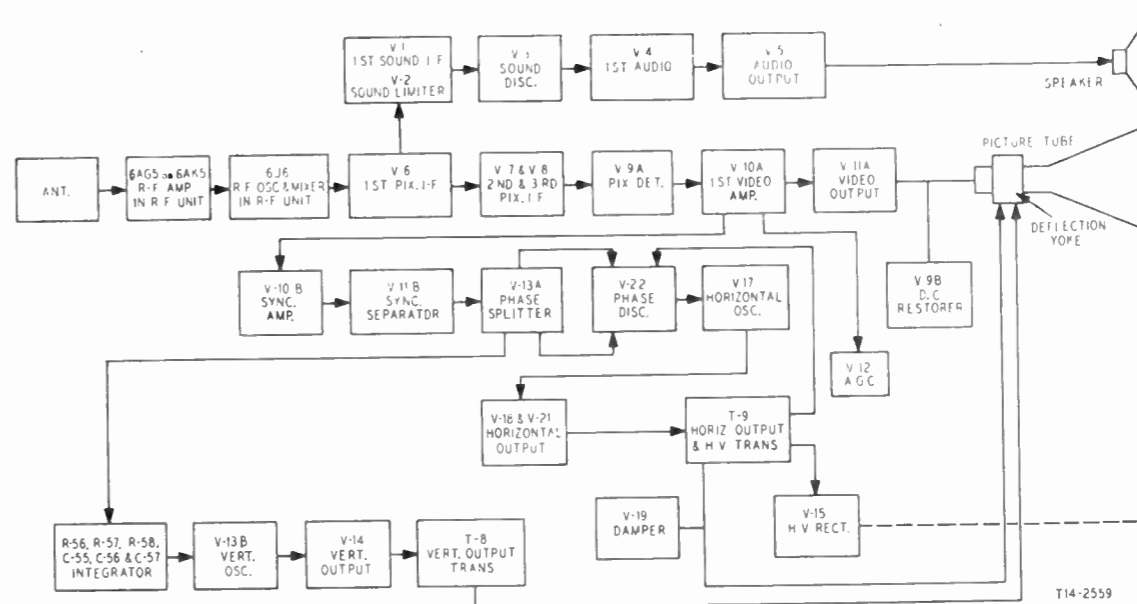 V 1
1ST SOUND I-F
V-2
SOUND LIMITER
V 3
SOUND
DISC.
V 4
1ST AUDIO
V 5
AUDIO
OUTPUT
SPEAKER
ANT.
6AG5 OR 6AK5
R-F AMP
IN R F UNIT
6J6
R F OSC & MIXER
IN R-F UNIT
V 6
1ST PIX. I-F
V 7 & V 8
2ND & 3RD
PIX. I F
V 9A
PIX DET.
V 10A
1ST VIDEO
AMP.
V 11A
VIDEO
OUTPUT
PICTURE TUBE
DEFLECTION
YOKE
V-10 B
SYNC.
AMP.
V 11 B
SYNC.
SEPARATOR
V-13A
PHASE
SPLITTER
V-22
PHASE
DISC.
V 17
HORIZONTAL
OSC.
V 9B
D.C
RESTORER
V-12
A G C
V-18 & V-21
HORIZONTAL
OUTPUT
T-9
HORIZ OUTPUT
& H V TRANS
V-19
DAMPER
V-15
H V RECT.
R-56, R-57, R-58,
C-55, C-56 & C-57
INTEGRATOR
V-13B
VERT.
OSC.
V-14
VERT.
OUTPUT
T-8
VERT. OUTPUT
TRANS
T14-2559